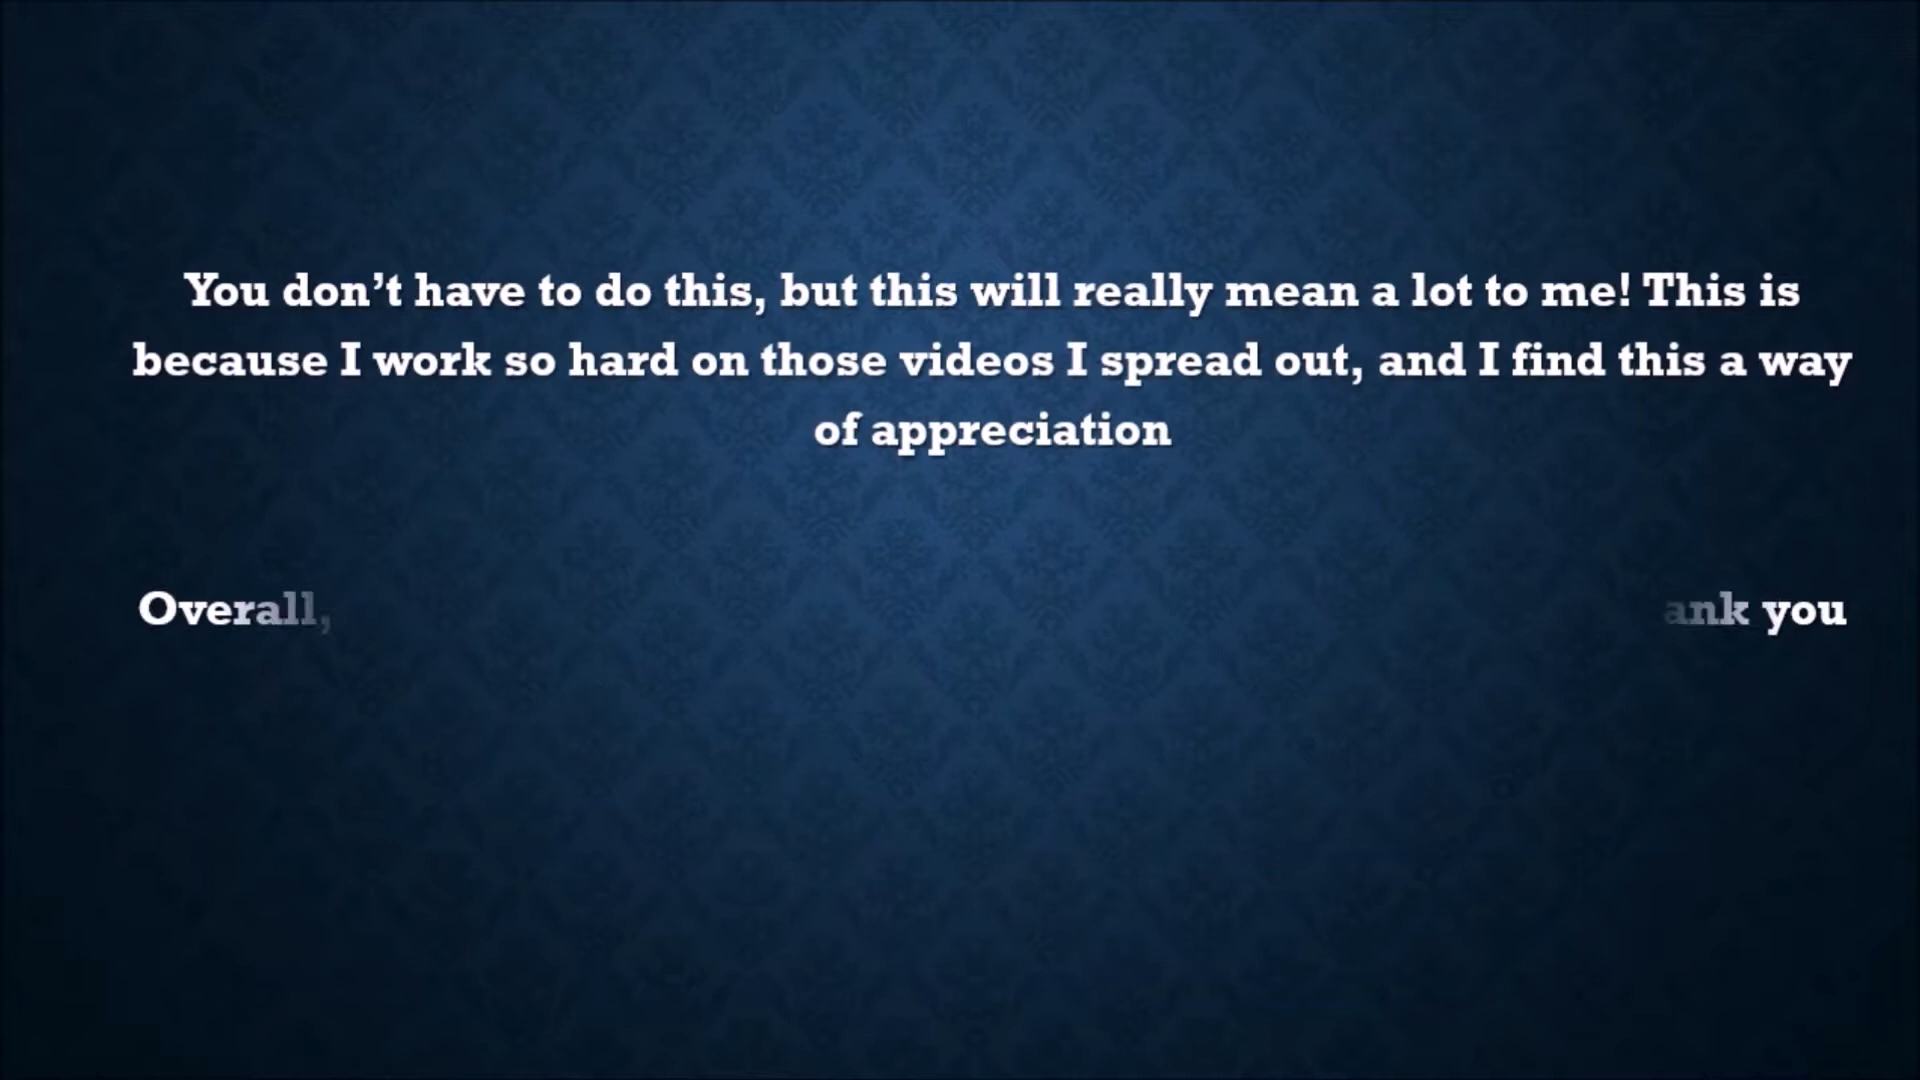 You don't have to do this, but this will really mean a lot to me! This is
because I work so hard on those videos I spread out, and I find this a way
of appreciation
Overall, ank you